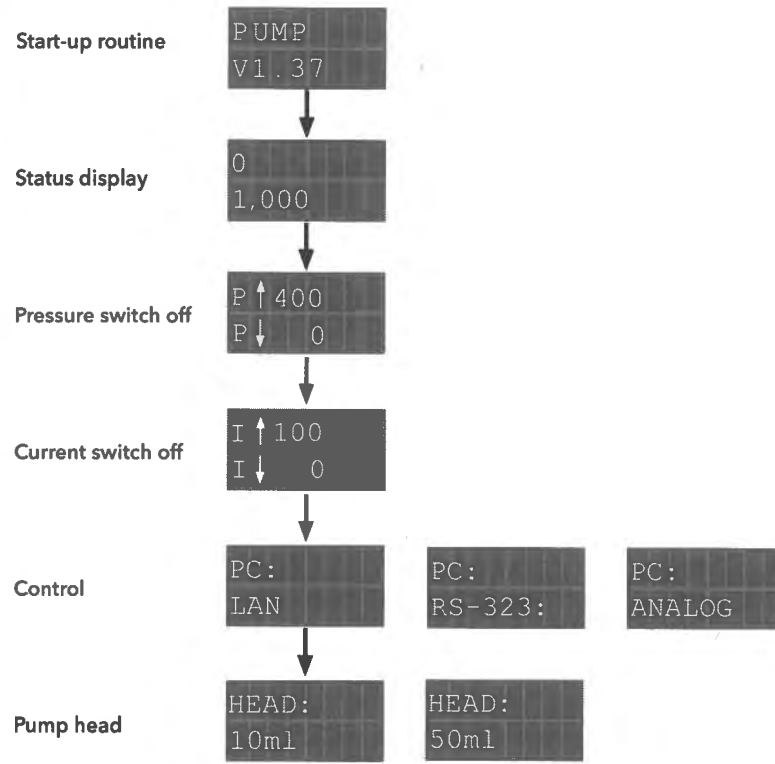 Start-up routine
PUMP
V1.37
Status display
0
1,000
Pressure switch off
P↑400
P↓ 0
Current switch off
I↑100
I↓ 0
Control
PC:
LAN
PC:
RS-323:
PC:
ANALOG
Pump head
HEAD:
10ml
HEAD:
50ml